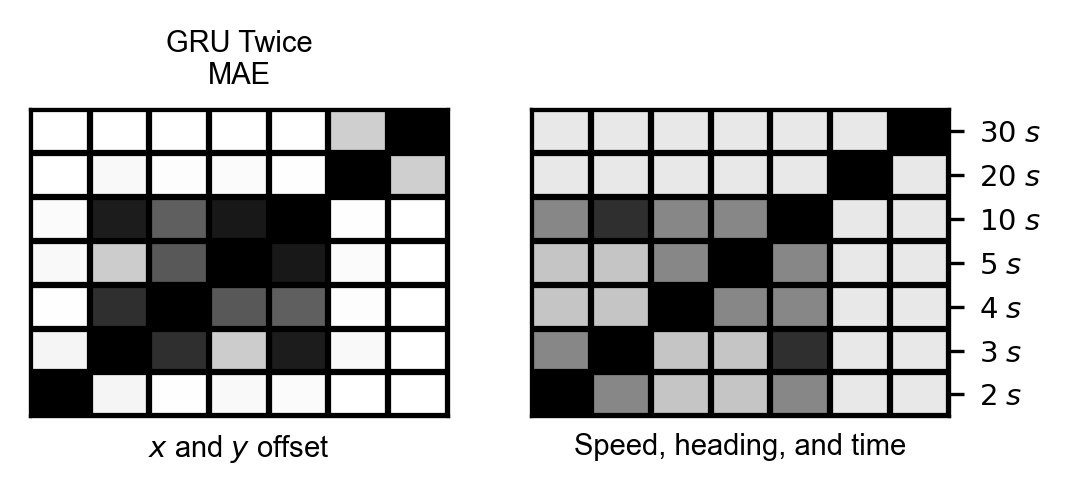 GRU Twice
MAE
30 s
20 s
10 s
5 s
4 s
3 s
2 s
x and y offset
Speed, heading, and time